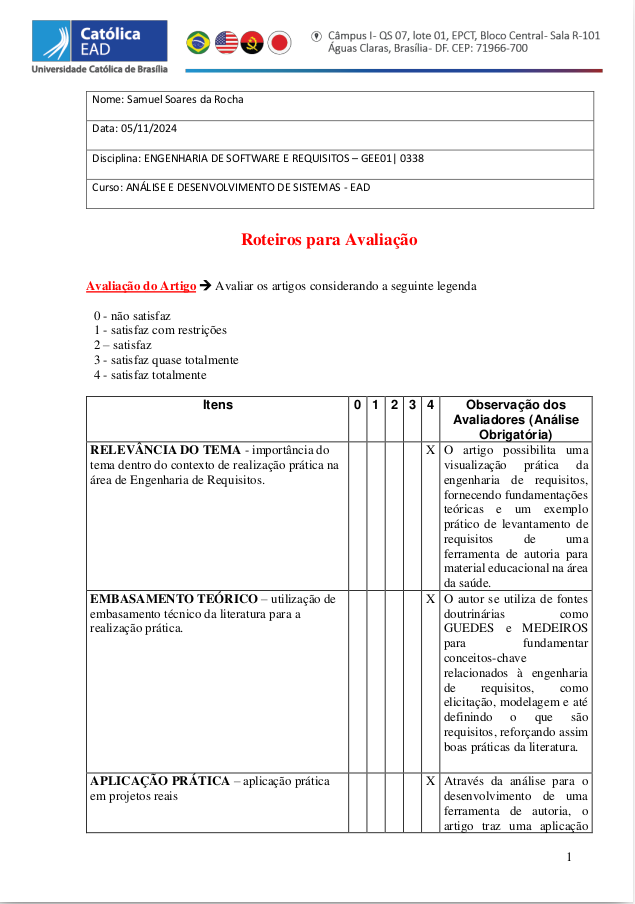 Católica
EAD
Universidade Católica de Brasília
Câmpus I- QS 07, lote 01, EPCT, Bloco Central- Sala R-101
Águas Claras, Brasília- DF. CEP: 71966-700
Nome: Samuel Soares da Rocha
Data: 05/11/2024
Disciplina: ENGENHARIA DE SOFTWARE E REQUISITOS – GEE01| 0338
Curso: ANÁLISE E DESENVOLVIMENTO DE SISTEMAS - EAD
Roteiros para Avaliação
Avaliação do Artigo ➔ Avaliar os artigos considerando a seguinte legenda
0 - não satisfaz
1 - satisfaz com restrições
2 – satisfaz
3 - satisfaz quase totalmente
4 - satisfaz totalmente
Itens 0 1 2 3 4 Observação dos
Avaliadores (Análise
Obrigatória)
RELEVÂNCIA DO TEMA - importância do
tema dentro do contexto de realização prática na
área de Engenharia de Requisitos.
X
O artigo possibilita uma
visualização prática da
engenharia de requisitos,
fornecendo fundamentações
teóricas e um exemplo
prático de levantamento de
requisitos de uma
ferramenta de autoria para
material educacional na área
da saúde.
EMBASAMENTO TEÓRICO – utilização de
embasamento técnico da literatura para a
realização prática.
X
O autor se utiliza de fontes
doutrinárias como
GUEDES e MEDEIROS
para fundamentar
conceitos-chave
relacionados à engenharia
de requisitos, como
elicitação, modelagem e até
definindo o que são
requisitos, reforçando assim
boas práticas da literatura.
APLICAÇÃO PRÁTICA – aplicação prática
em projetos reais
X
Através da análise para o
desenvolvimento de uma
ferramenta de autoria, o
artigo traz uma aplicação
1